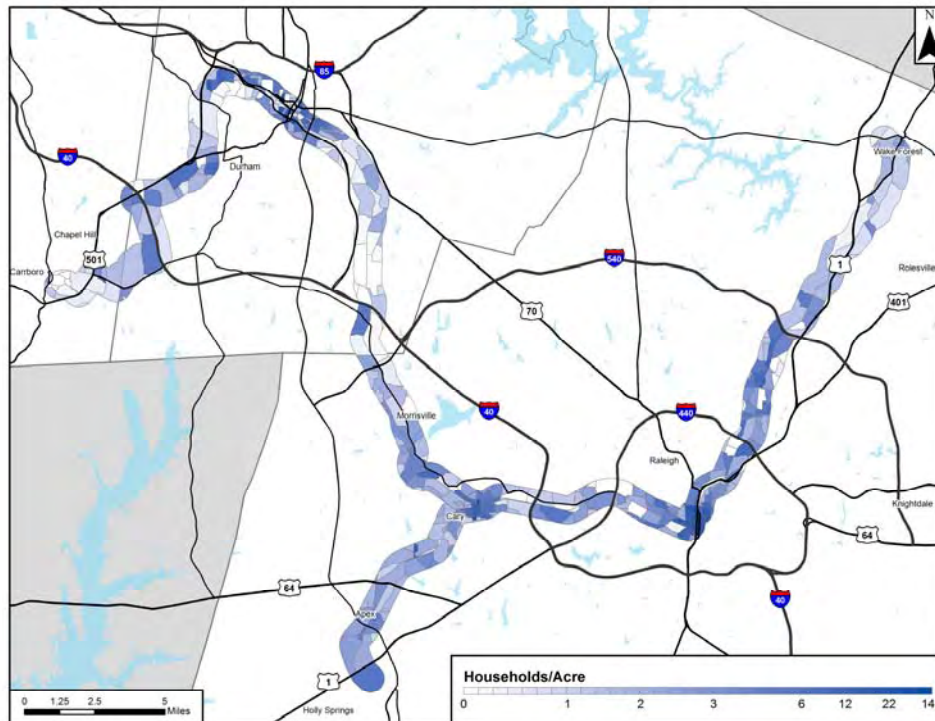 N
85
40
Durham
Wake Forest
Chapel Hill
501
Carrboro
540
1
Rolesville
401
70
40
Morrisville
440
Raleigh
Knightdale
Cary
64
64
40
Apex
1
Holly Springs
Households/Acre
0 1 2 3 6 12 22 14
0 1.25 2.5 5
Miles